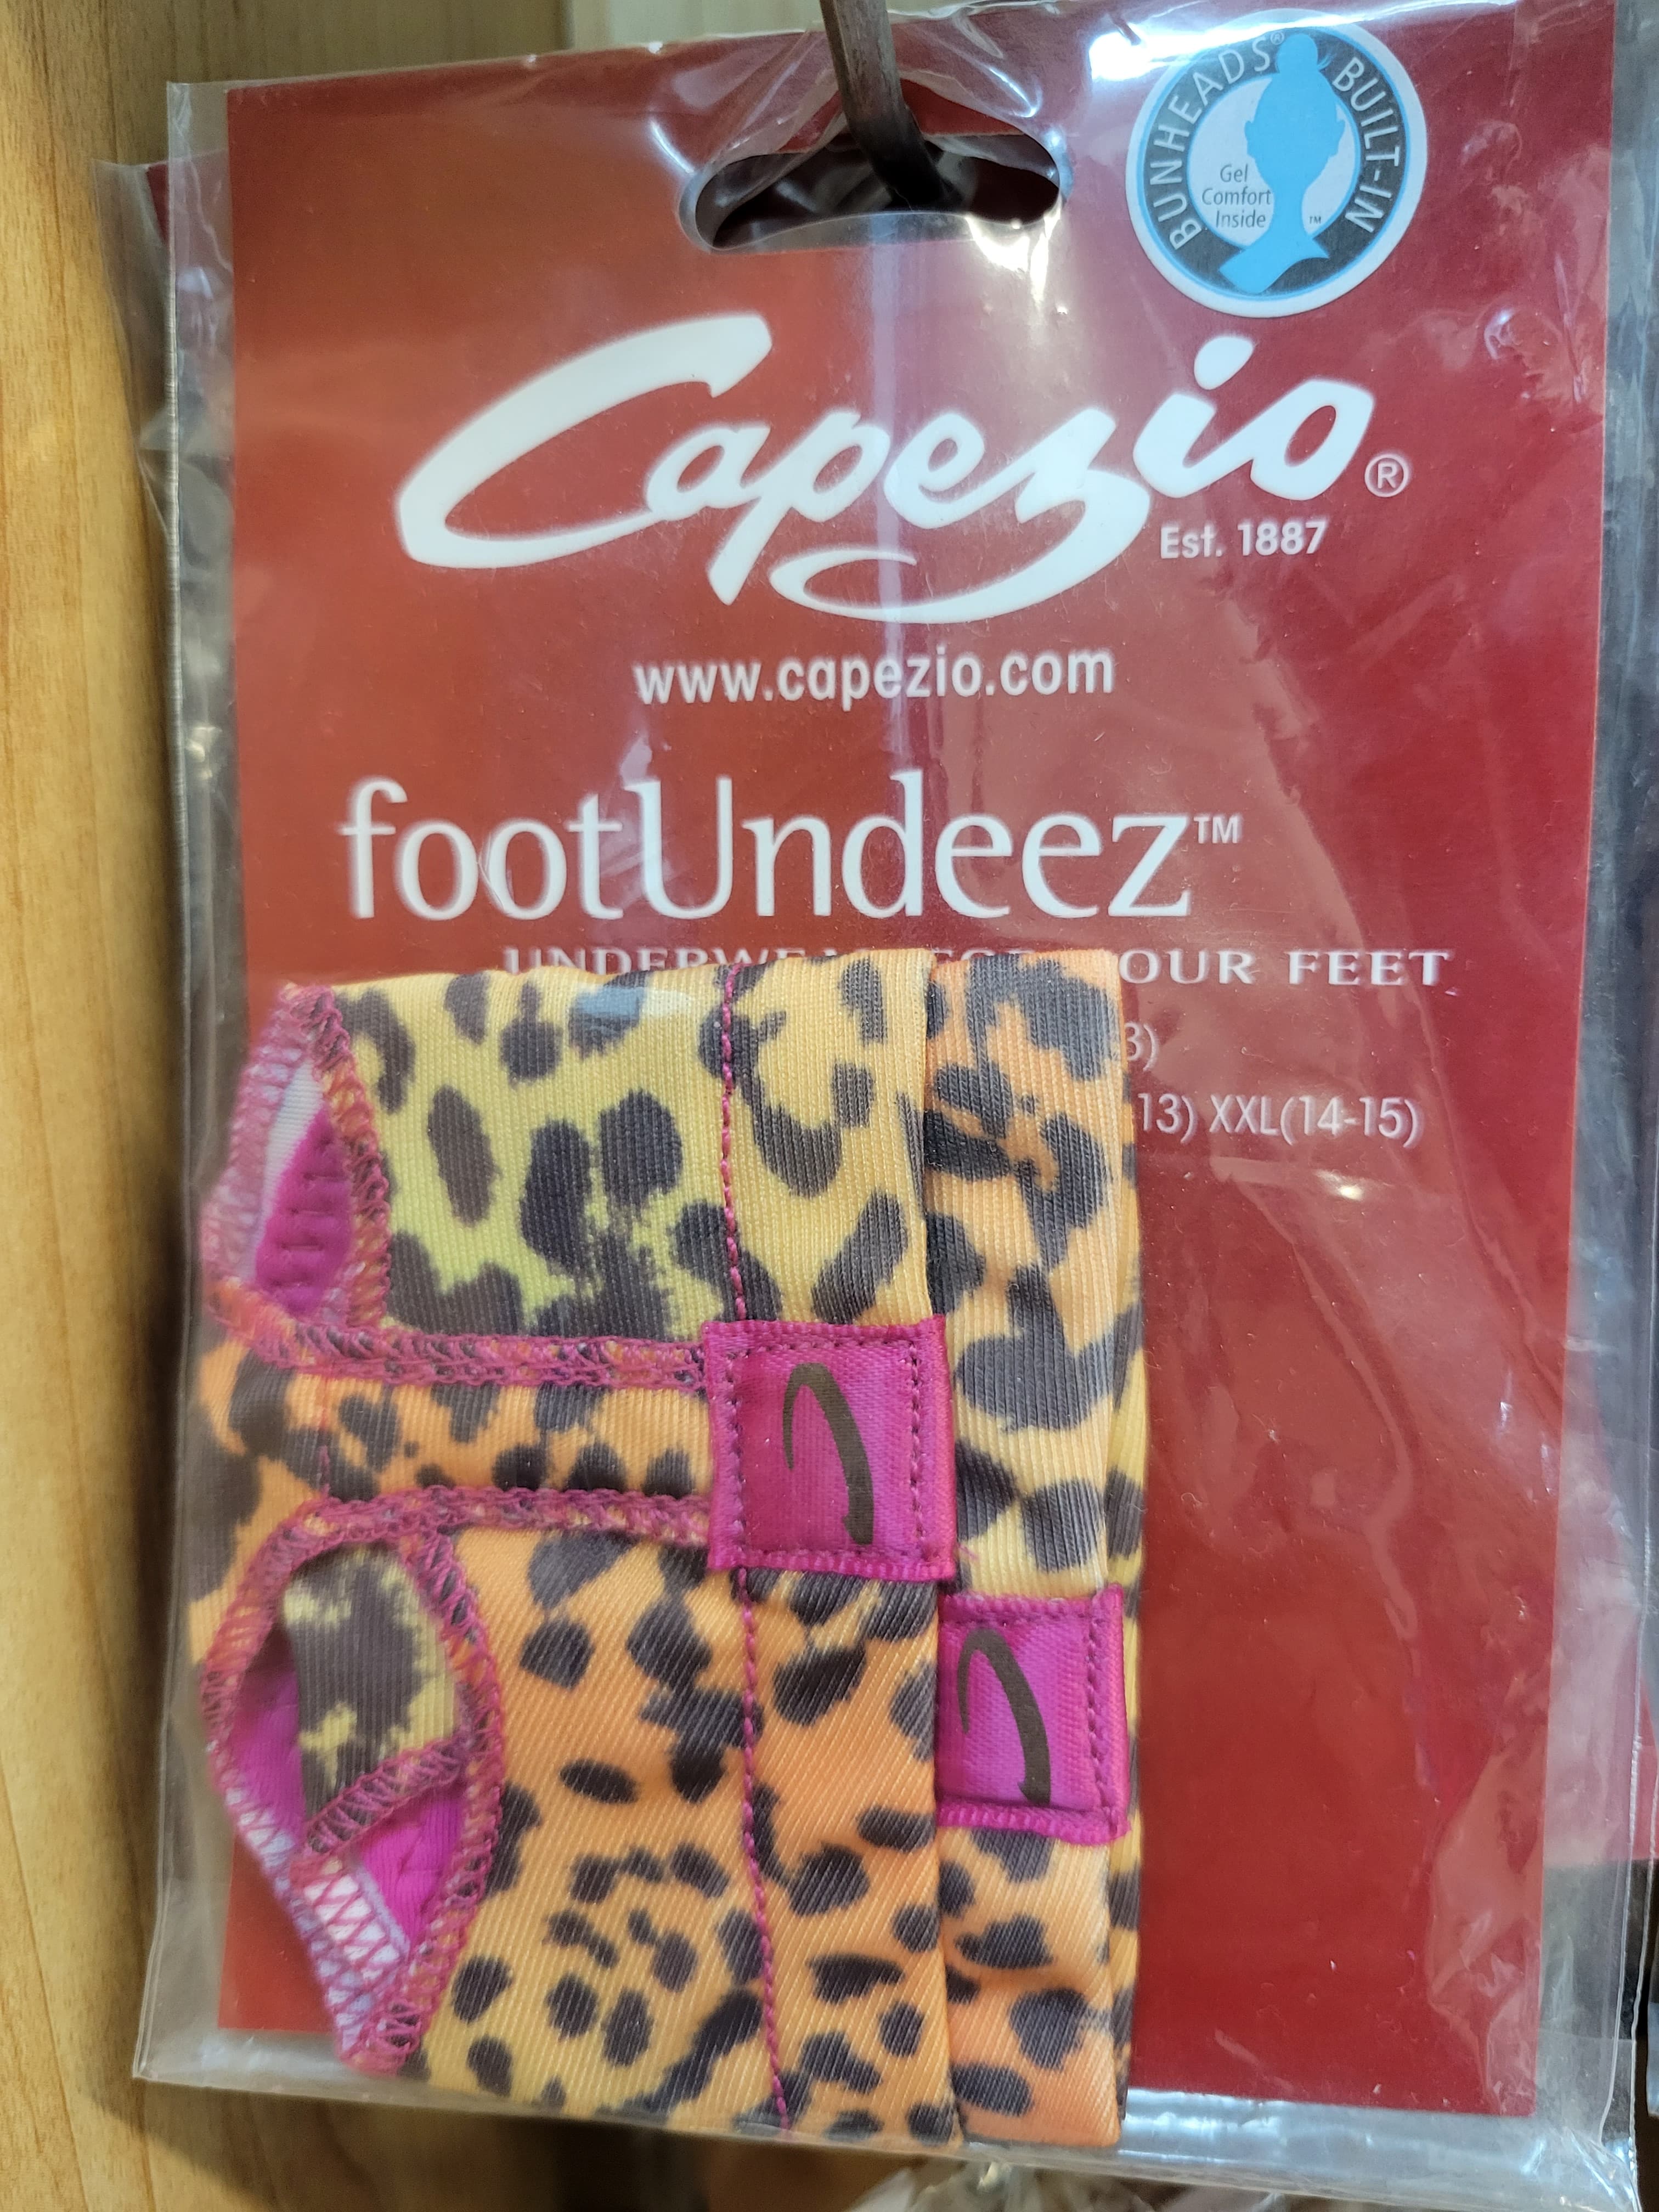 BUNHEADS® BUILT-IN
Gel
Comfort
Inside ™
Capezio®
Est. 1887
www.capezio.com
footUndeez™
OUR FEET
3)
13) XXL(14-15)